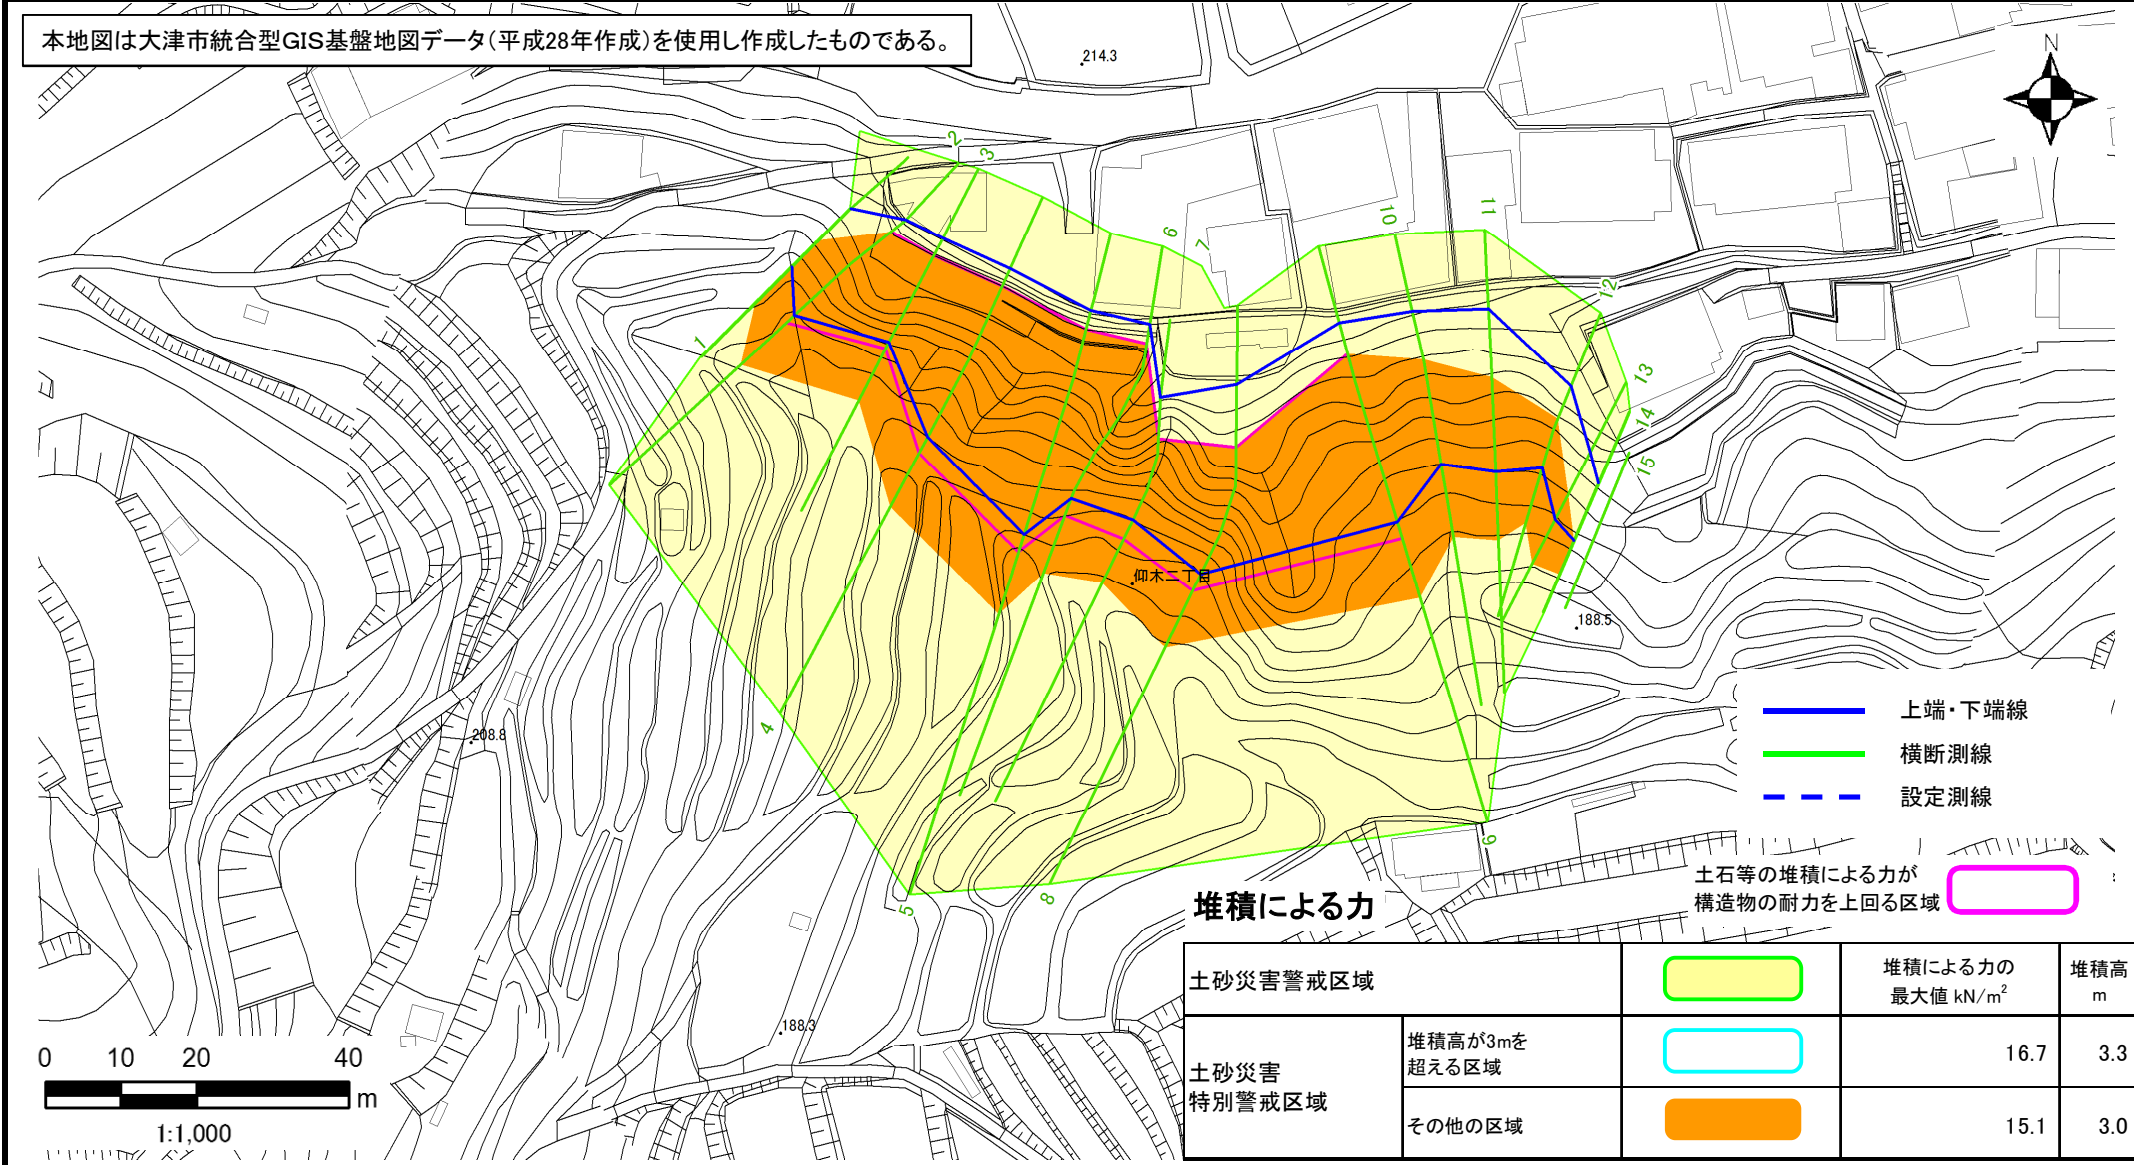 本地図は大津市統合型GIS基盤地図データ(平成28年作成)を使用し作成したものである。
N
214.3
2
3
6
7
10
11
12
1
13
14
15
仰木二丁目
188.5
4
208.8
5
8
9
188.3
上端・下端線
横断測線
設定測線
土石等の堆積による力が
構造物の耐力を上回る区域
堆積による力
土砂災害警戒区域
堆積による力の
最大値 kN/m²
堆積高
m
土砂災害
特別警戒区域
堆積高が3mを
超える区域
16.7
3.3
その他の区域
15.1
3.0
0 10 20 40
m
1:1,000